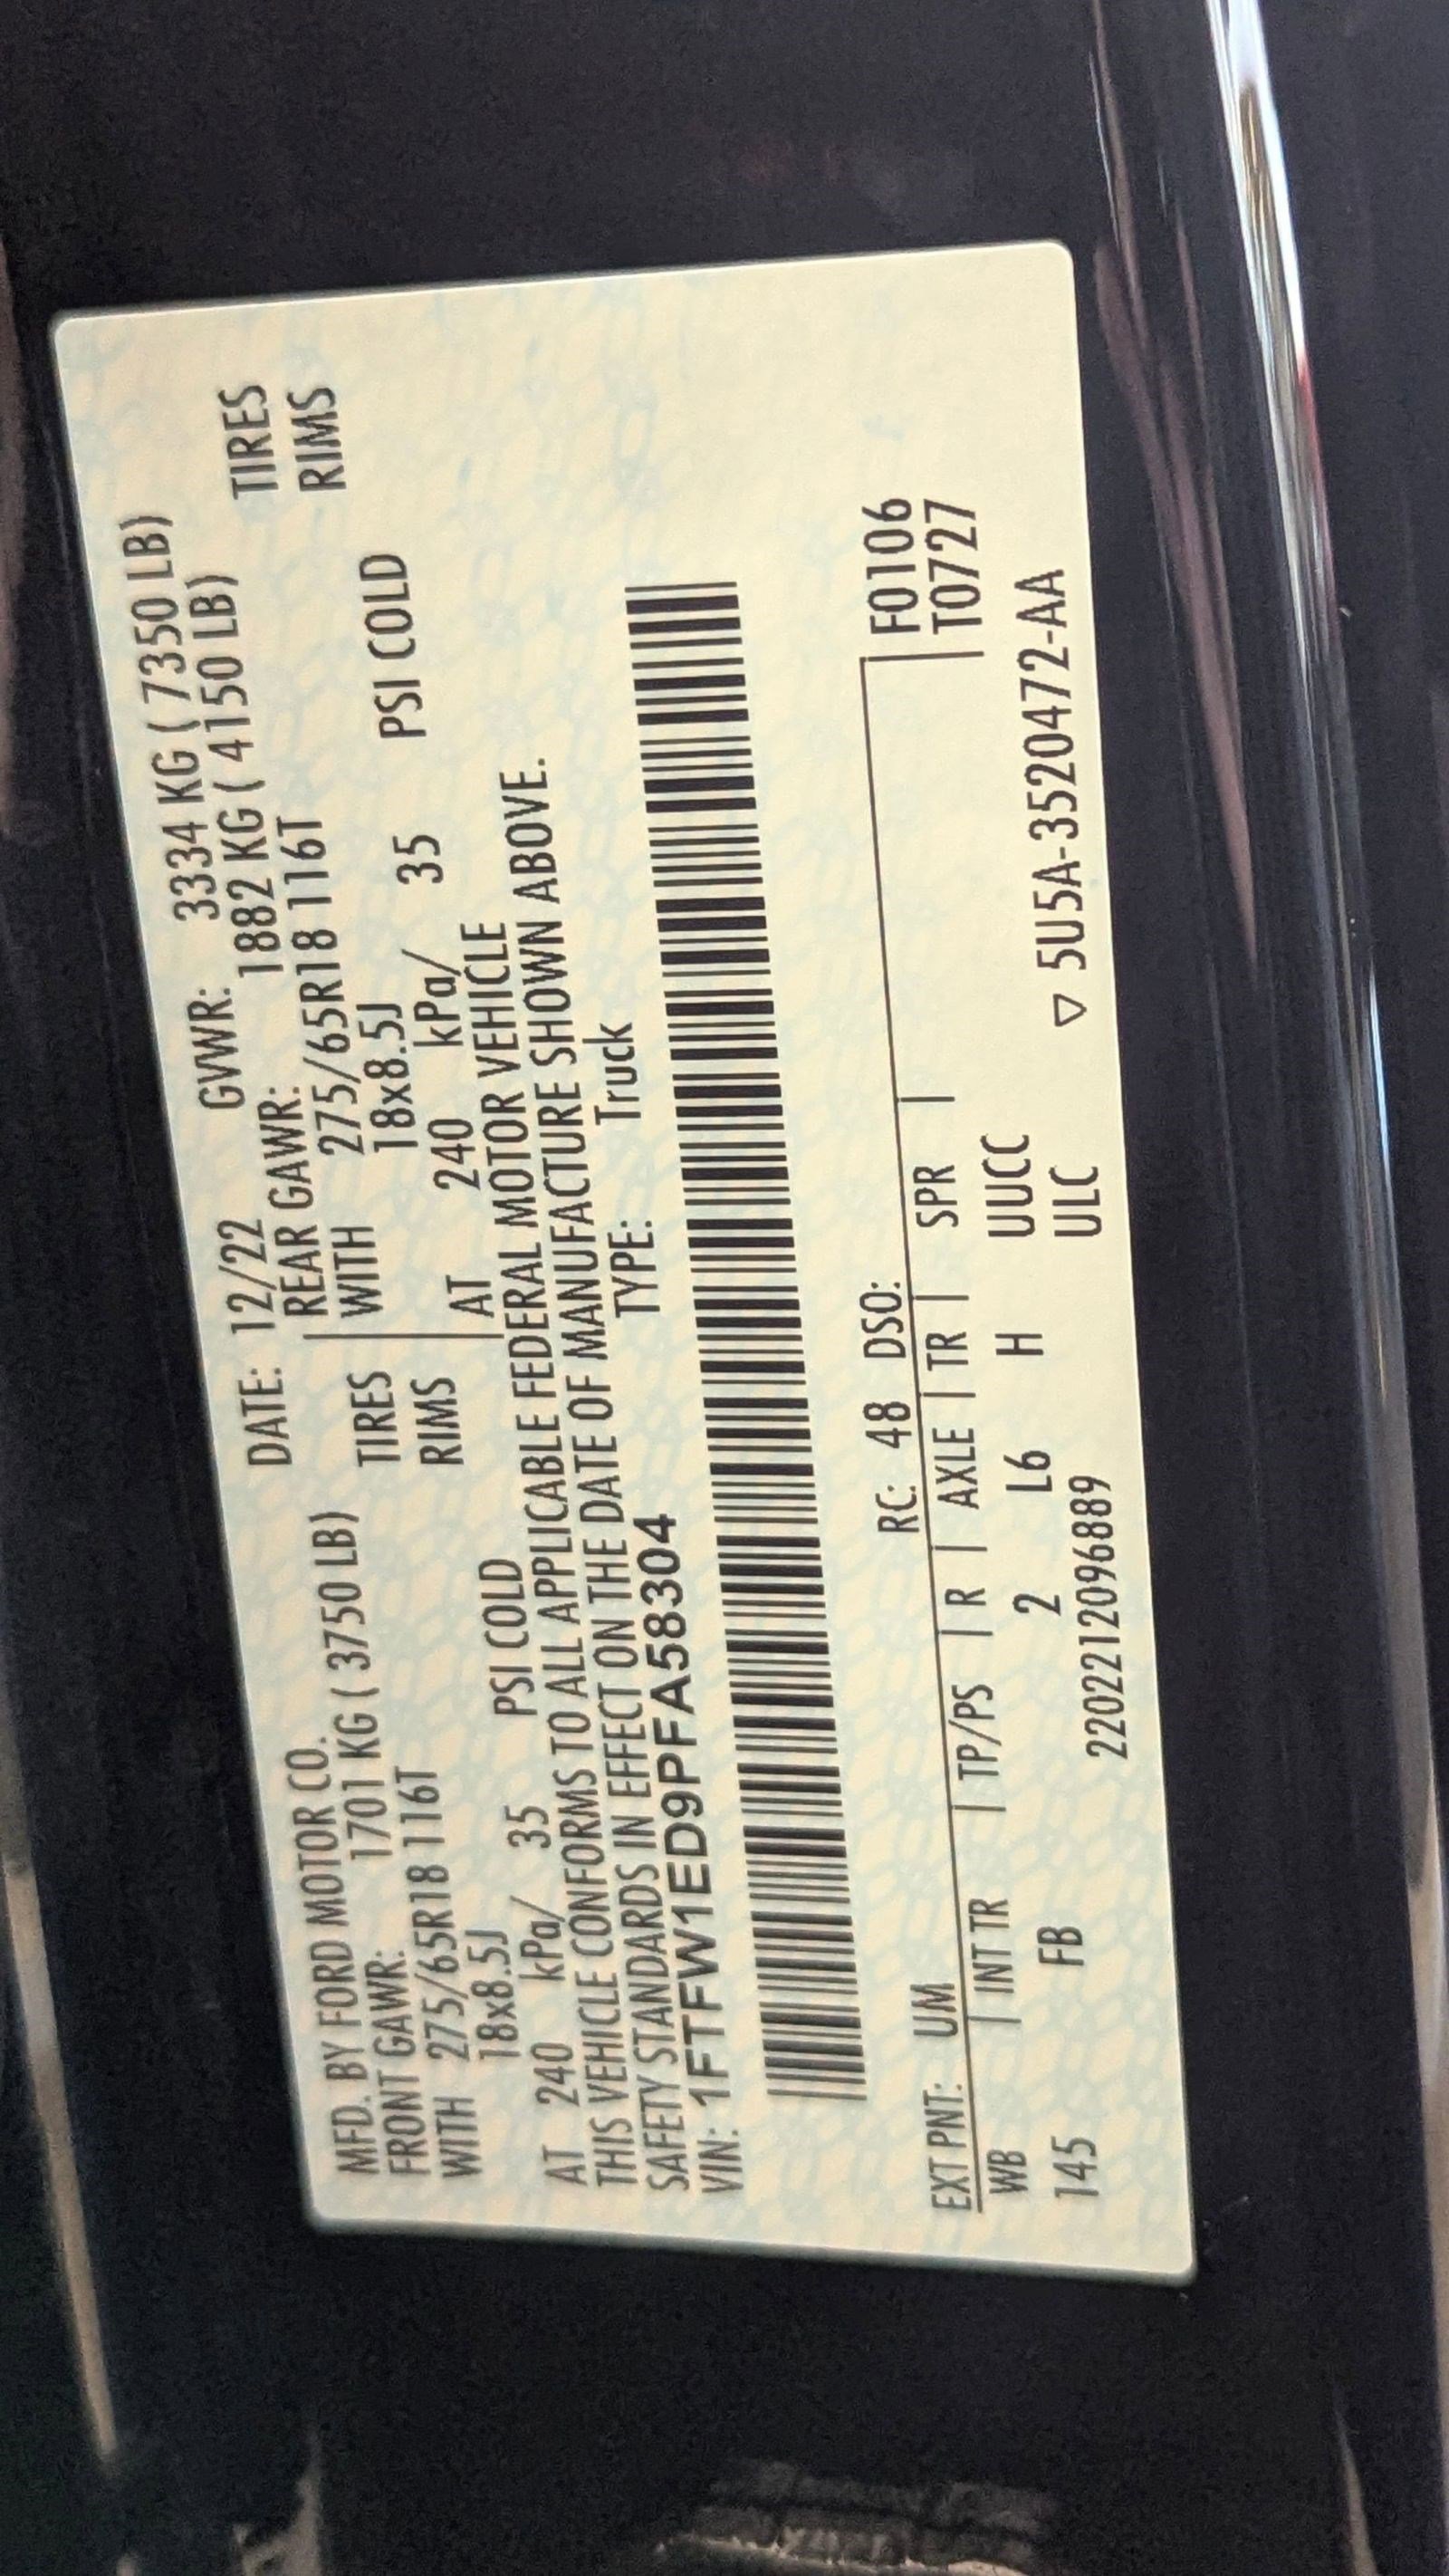 MFD. BY FORD MOTOR CO. DATE: 12/22 GVWR: 3334 KG ( 7350 LB)
FRONT GAWR: 1701 KG ( 3750 LB) REAR GAWR: 1882 KG ( 4150 LB)
WITH 275/65R18 116T TIRES WITH 275/65R18 116T TIRES
18x8.5J RIMS 18x8.5J RIMS
AT 240 kPa/ 35 PSI COLD AT 240 kPa/ 35 PSI COLD
THIS VEHICLE CONFORMS TO ALL APPLICABLE FEDERAL MOTOR VEHICLE
SAFETY STANDARDS IN EFFECT ON THE DATE OF MANUFACTURE SHOWN ABOVE.
VIN: 1FTFW1ED9PFA58304 TYPE: Truck
EXT PNT: UM RC: 48 DSO: F0106
WB INT TR TP/PS R AXLE TR SPR T0727
145 FB 2 L6 H UUCC
2202212096889 ULC ▽ 5U5A-3520472-AA